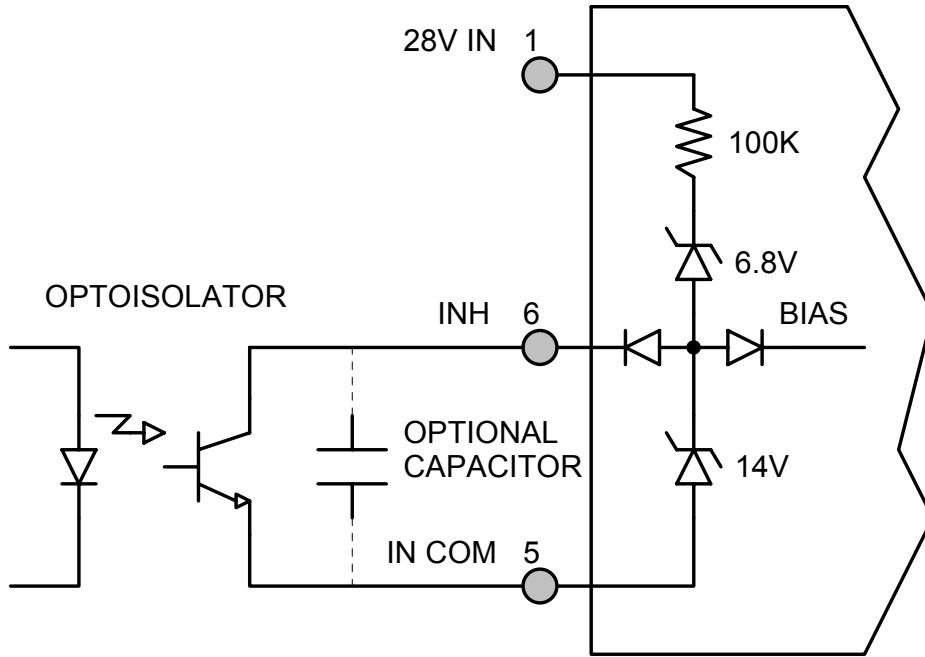 28V IN 1
100K
6.8V
OPTOISOLATOR
INH 6
BIAS
OPTIONAL
CAPACITOR
14V
IN COM 5